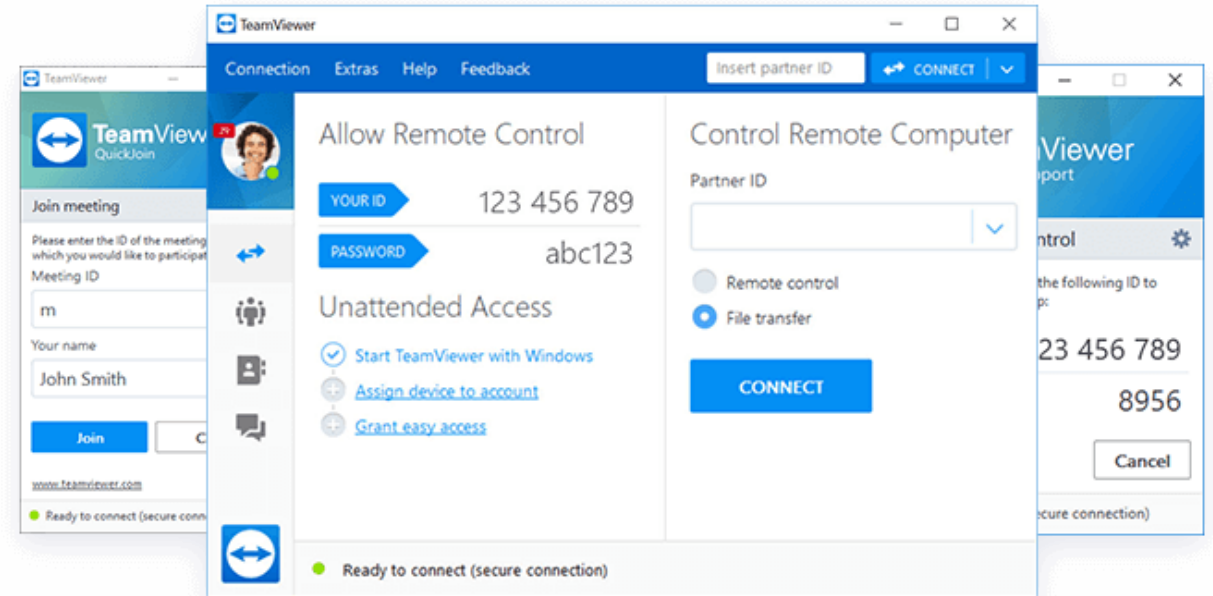 TeamViewer
TeamViewer
QuickJoin
Join meeting
Please enter the ID of the meeting
which you would like to participat
Meeting ID
m
Your name
John Smith
Join
C
www.teamviewer.com
Ready to connect (secure conn
TeamViewer
Connection Extras Help Feedback Insert partner ID CONNECT
29
Allow Remote Control
YOUR ID 123 456 789
PASSWORD abc123
Unattended Access
Start TeamViewer with Windows
Assign device to account
Grant easy access
Control Remote Computer
Partner ID
Remote control
File transfer
CONNECT
Ready to connect (secure connection)
Viewer
pport
ntrol
the following ID to
p:
23 456 789
8956
Cancel
ecure connection)